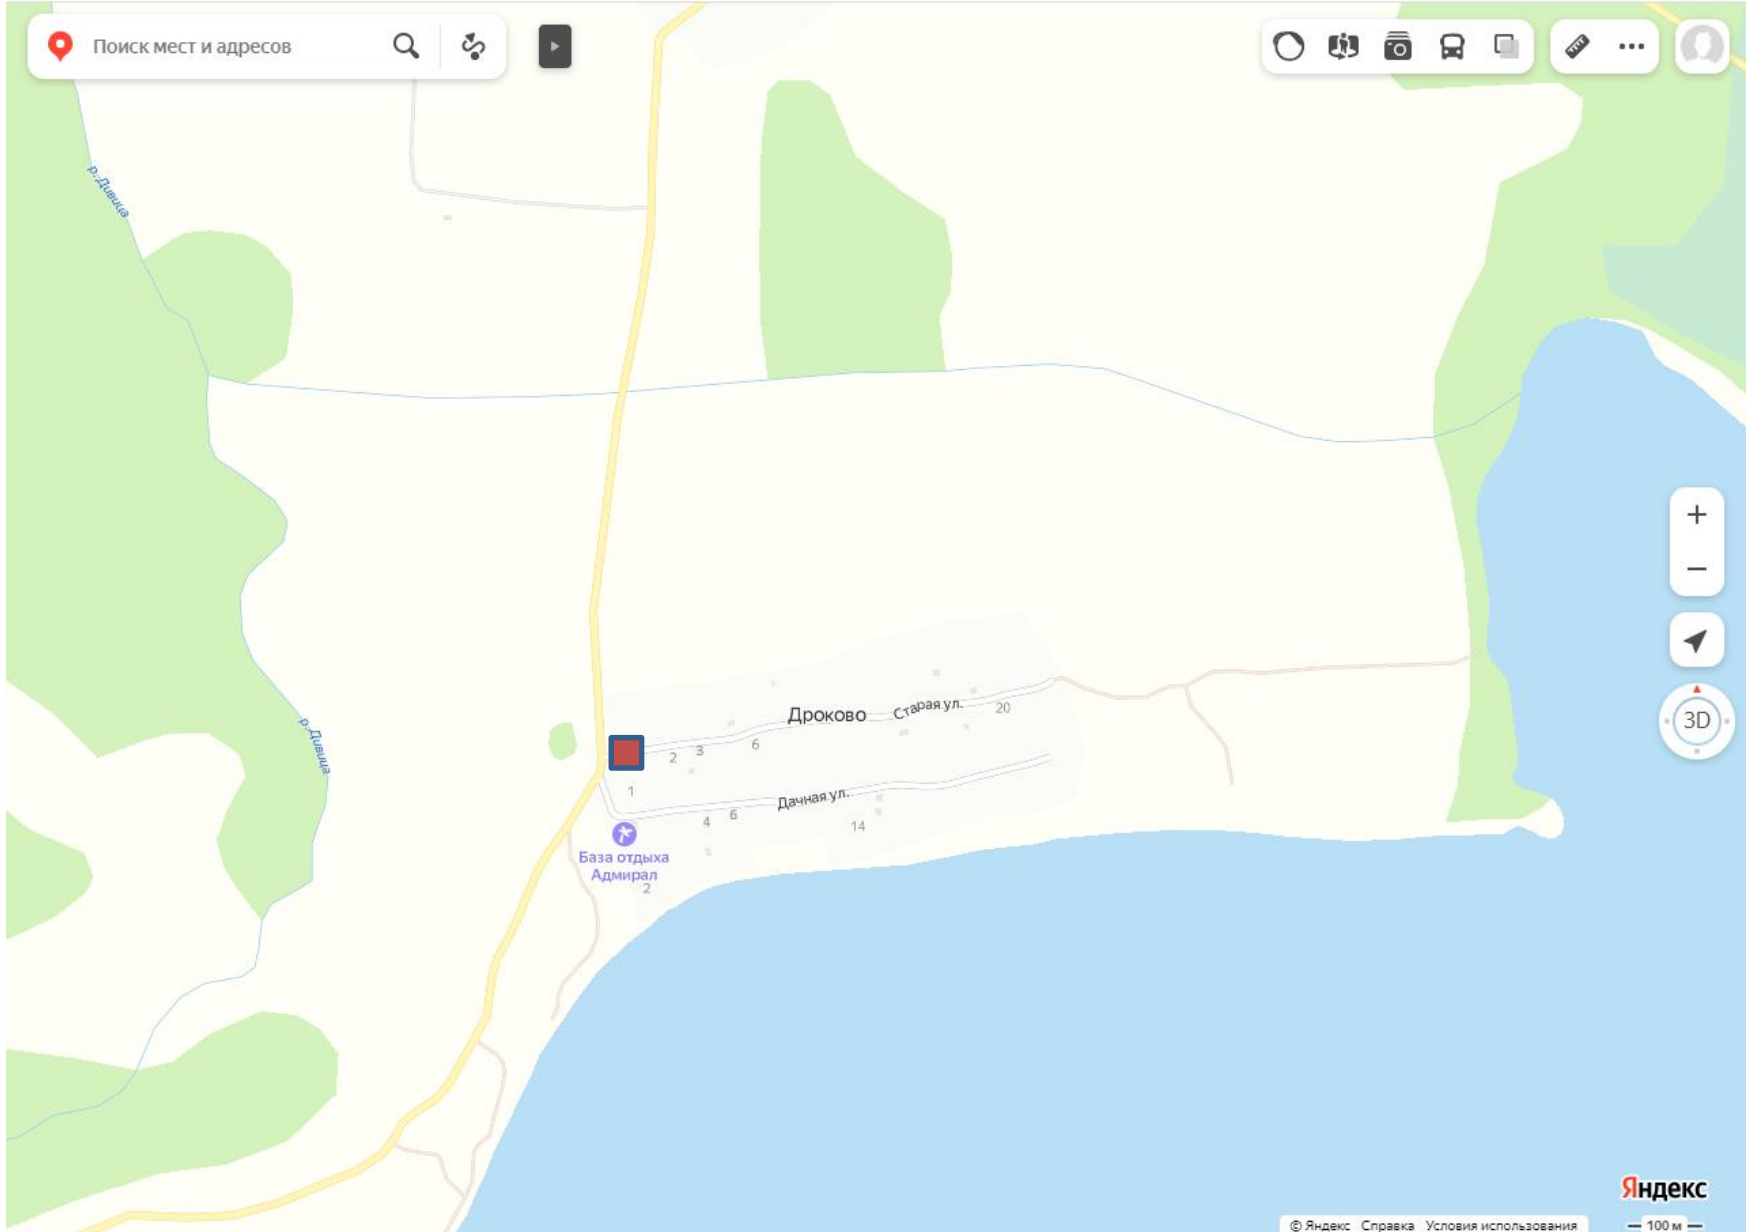 Поиск мест и адресов
р. Дивица
р. Дивица
Дроково
Старая ул.
20
2
3
6
1
Дачная ул.
4
6
14
База отдыха
Адмирал
2
3D
Яндекс
© Яндекс Справка Условия использования
100 м